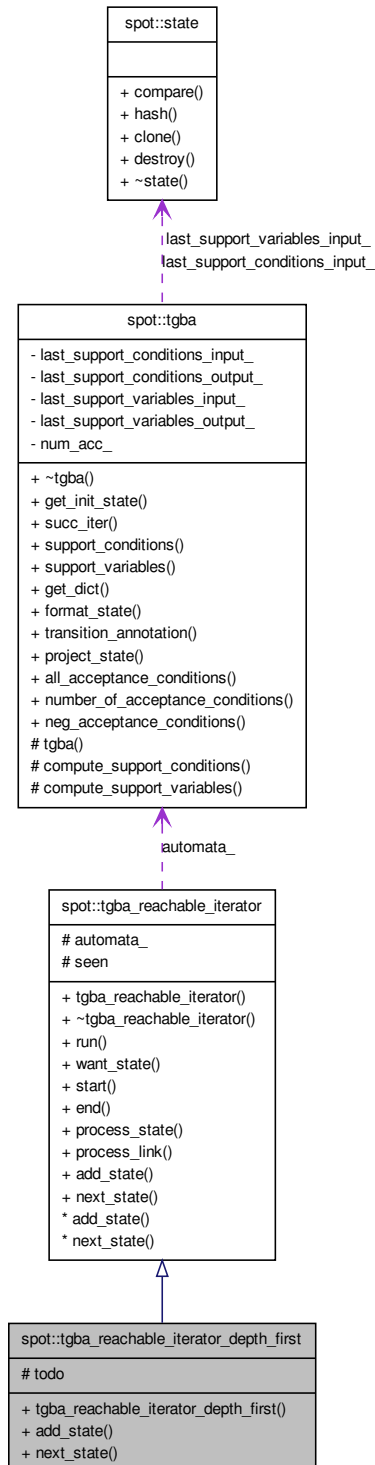 spot::state
+ compare()
+ hash()
+ clone()
+ destroy()
+ ~state()
last_support_variables_input_
last_support_conditions_input_
spot::tgba
- last_support_conditions_input_
- last_support_conditions_output_
- last_support_variables_input_
- last_support_variables_output_
- num_acc_
+ ~tgba()
+ get_init_state()
+ succ_iter()
+ support_conditions()
+ support_variables()
+ get_dict()
+ format_state()
+ transition_annotation()
+ project_state()
+ all_acceptance_conditions()
+ number_of_acceptance_conditions()
+ neg_acceptance_conditions()
# tgba()
# compute_support_conditions()
# compute_support_variables()
automata_
spot::tgba_reachable_iterator
# automata_
# seen
+ tgba_reachable_iterator()
+ ~tgba_reachable_iterator()
+ run()
+ want_state()
+ start()
+ end()
+ process_state()
+ process_link()
+ add_state()
+ next_state()
* add_state()
* next_state()
spot::tgba_reachable_iterator_depth_first
# todo
+ tgba_reachable_iterator_depth_first()
+ add_state()
+ next_state()